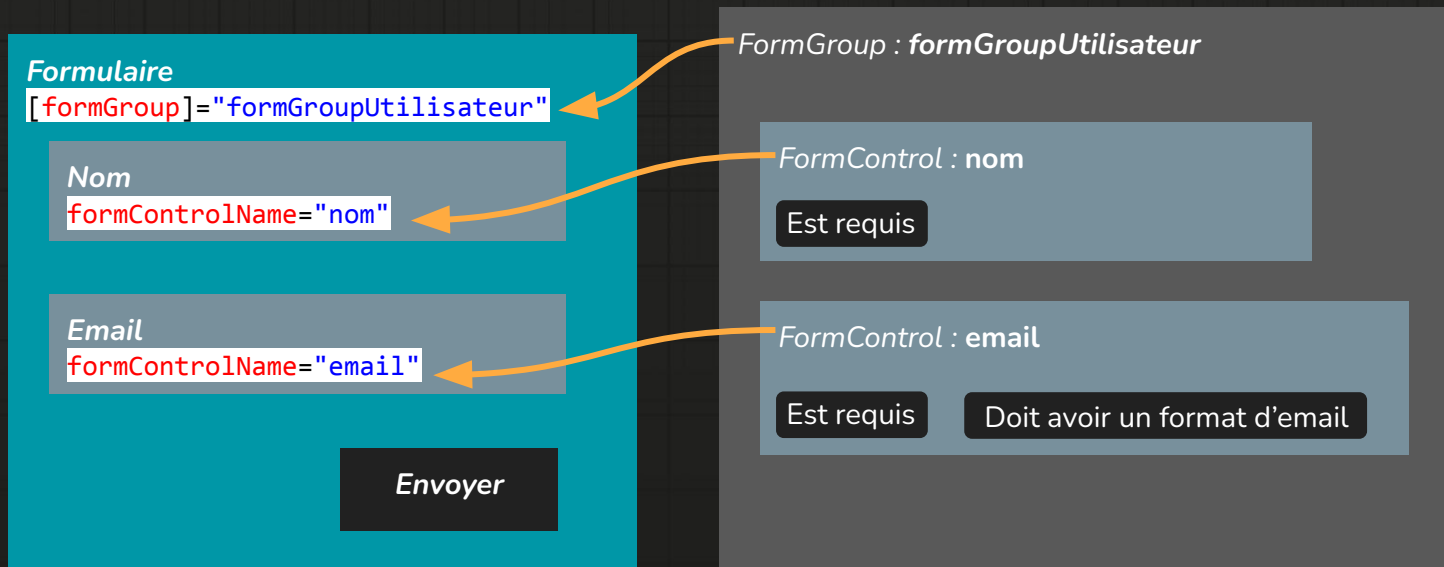 Formulaire
[formGroup]="formGroupUtilisateur"
Nom
formControlName="nom"
Email
formControlName="email"
Envoyer
FormGroup : formGroupUtilisateur
FormControl : nom
Est requis
FormControl : email
Est requis
Doit avoir un format d’email